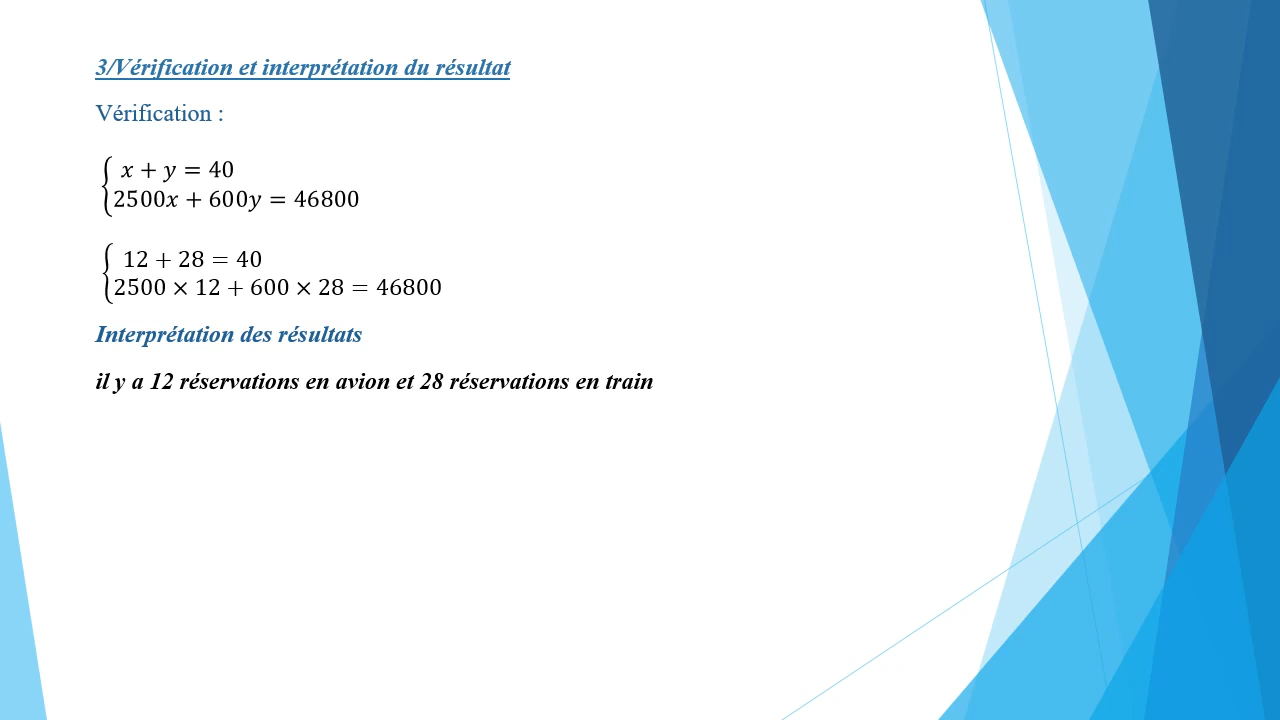 3/Vérification et interprétation du résultat
Vérification :
{ x + y = 40
2500x + 600y = 46800
{ 12 + 28 = 40
2500 × 12 + 600 × 28 = 46800
Interprétation des résultats
il y a 12 réservations en avion et 28 réservations en train